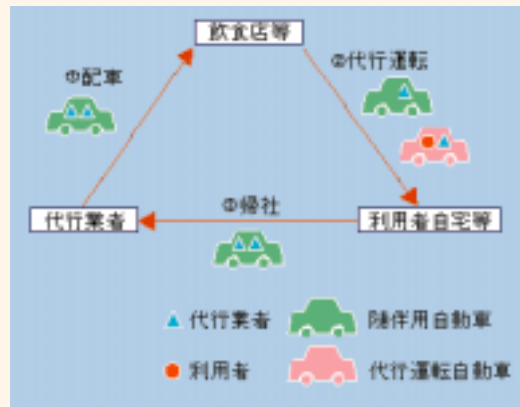 飲食店等
①配車
②代行運転
代行業者
③帰社
利用者自宅等
代行業者
随伴用自動車
利用者
代行運転自動車